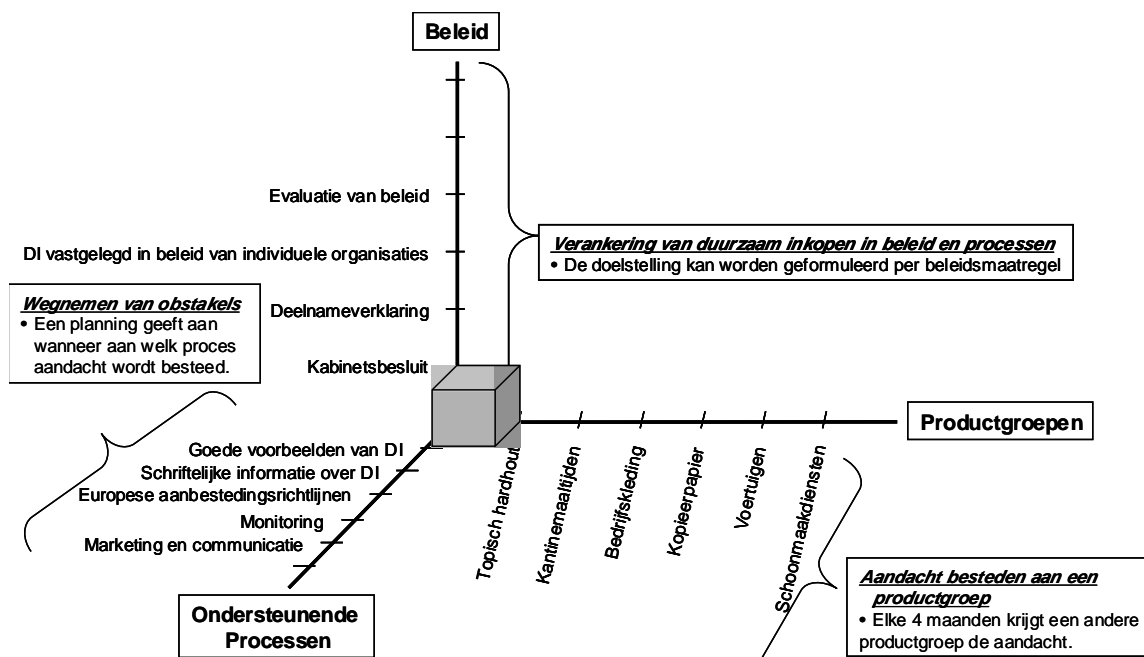 Beleid
Evaluatie van beleid
DI vastgelegd in beleid van individuele organisaties
Deelnameverklaring
Kabinetsbesluit
Verankering van duurzaam inkopen in beleid en processen
• De doelstelling kan worden geformuleerd per beleidsmaatregel
Wegnemen van obstakels
• Een planning geeft aan
wanneer aan welk proces
aandacht wordt besteed.
Productgroepen
Goede voorbeelden van DI
Schriftelijke informatie over DI
Europese aanbestedingsrichtlijnen
Monitoring
Marketing en communicatie
Ondersteunende
Processen
Topisch hardhout
Kantinemaaltijden
Bedrijfskleding
Kopieerpapier
Voertuigen
Schoonmaakdiensten
Aandacht besteden aan een
productgroep
• Elke 4 maanden krijgt een andere
productgroep de aandacht.